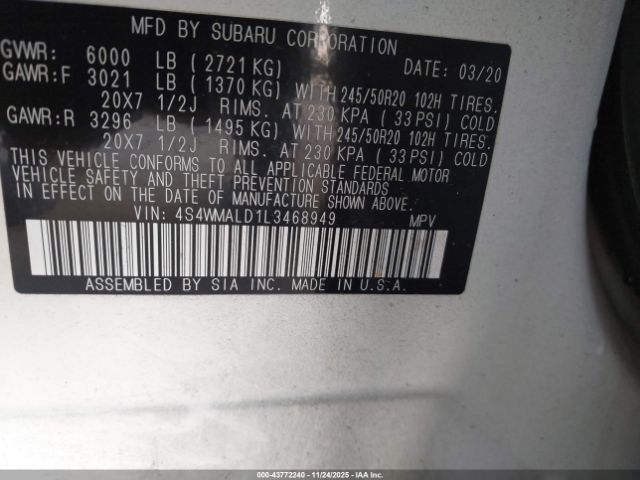 MFD BY SUBARU CORPORATION
GVWR: 6000 LB ( 2721 KG) DATE: 03/20
GAWR:F 3021 LB ( 1370 KG) WITH 245/50R20 102H TIRES.
20X7 1/2J RIMS. AT 230 KPA ( 33 PSI) COLD
GAWR:R 3296 LB ( 1495 KG) WITH 245/50R20 102H TIRES.
20X7 1/2J RIMS. AT 230 KPA ( 33 PSI) COLD
THIS VEHICLE CONFORMS TO ALL APPLICABLE FEDERAL MOTOR
VEHICLE SAFETY AND THEFT PREVENTION STANDARDS
IN EFFECT ON THE DATE OF MANUFACTURE SHOWN ABOVE.
VIN: 4S4WMALD1L3468949 MPV
ASSEMBLED BY SIA INC. MADE IN U.S.A.
000-43772240 - 11/24/2025 - IAAI.COM